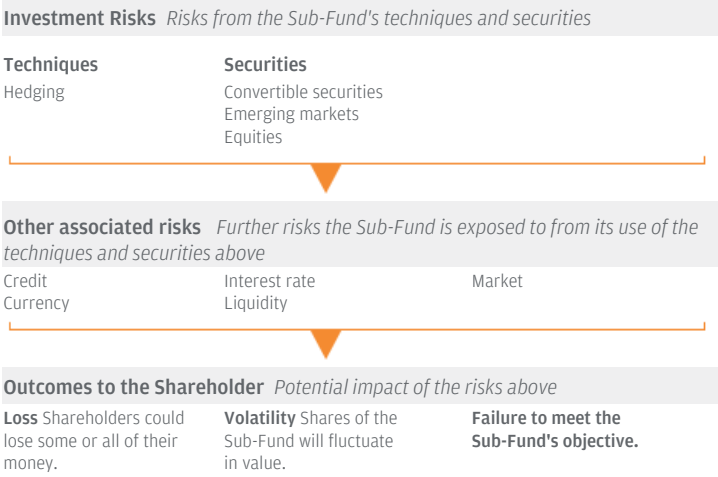 Investment Risks Risks from the Sub-Fund's techniques and securities
Techniques
Hedging
Securities
Convertible securities
Emerging markets
Equities
Other associated risks Further risks the Sub-Fund is exposed to from its use of the
techniques and securities above
Credit
Currency
Interest rate
Liquidity
Market
Outcomes to the Shareholder Potential impact of the risks above
Loss Shareholders could
lose some or all of their
money.
Volatility Shares of the
Sub-Fund will fluctuate
in value.
Failure to meet the
Sub-Fund's objective.